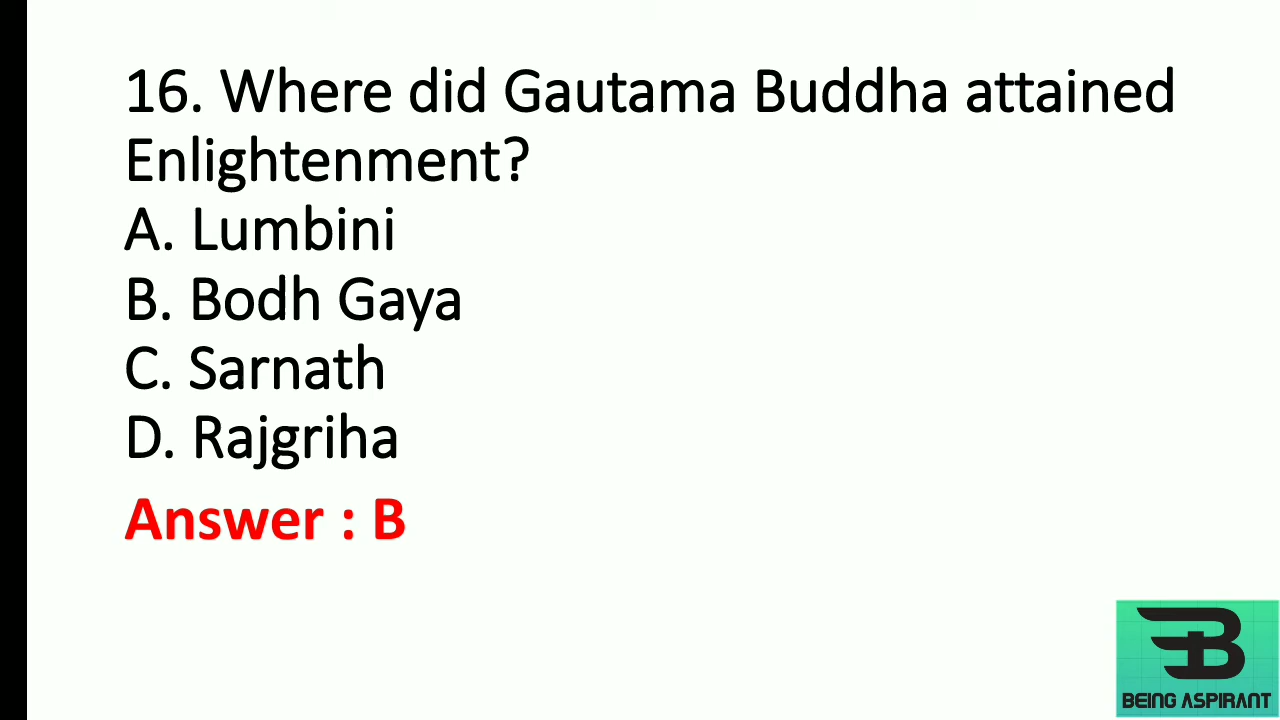 16. Where did Gautama Buddha attained
Enlightenment?
A. Lumbini
B. Bodh Gaya
C. Sarnath
D. Rajgriha
Answer : B
BEING ASPIRANT